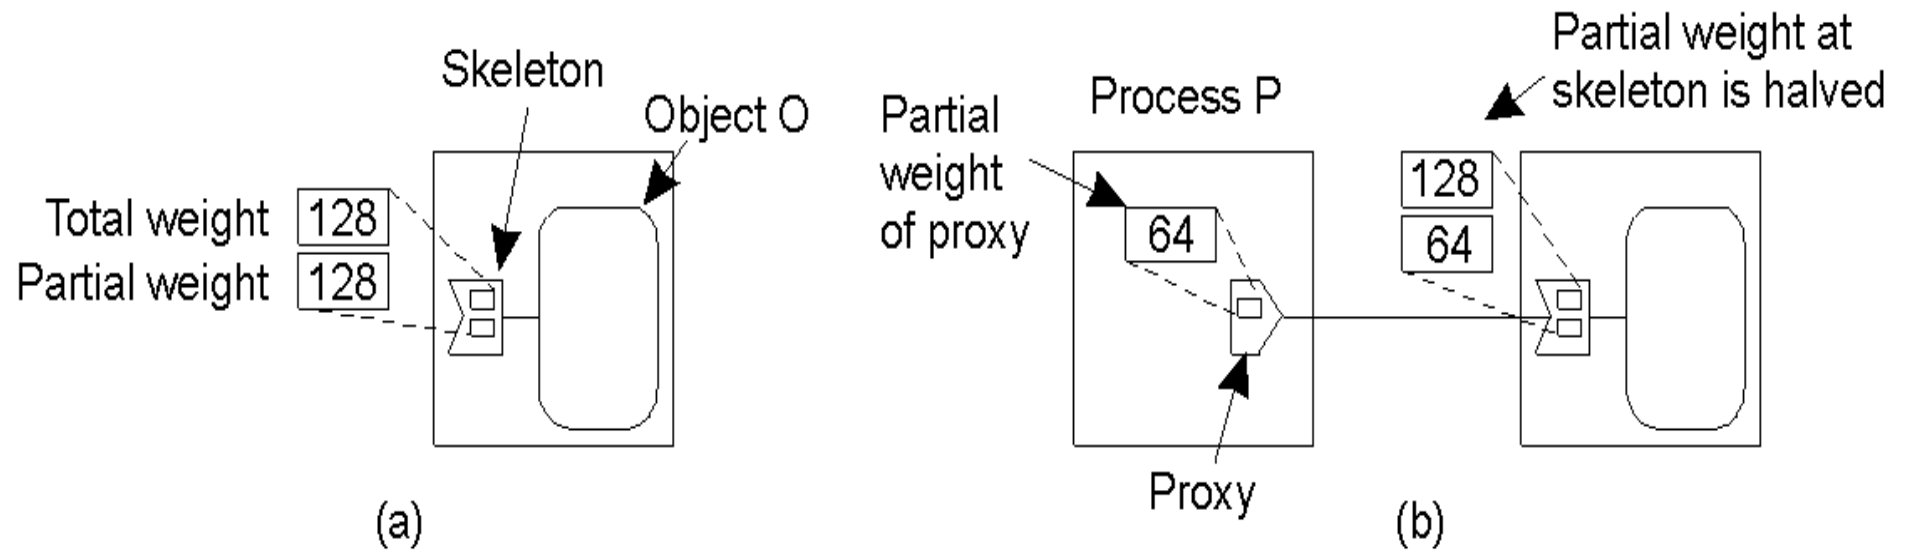 Skeleton
Object O
Total weight
128
Partial weight
128
(a)
Partial
weight
of proxy
Process P
64
Proxy
Partial weight at
skeleton is halved
128
64
(b)